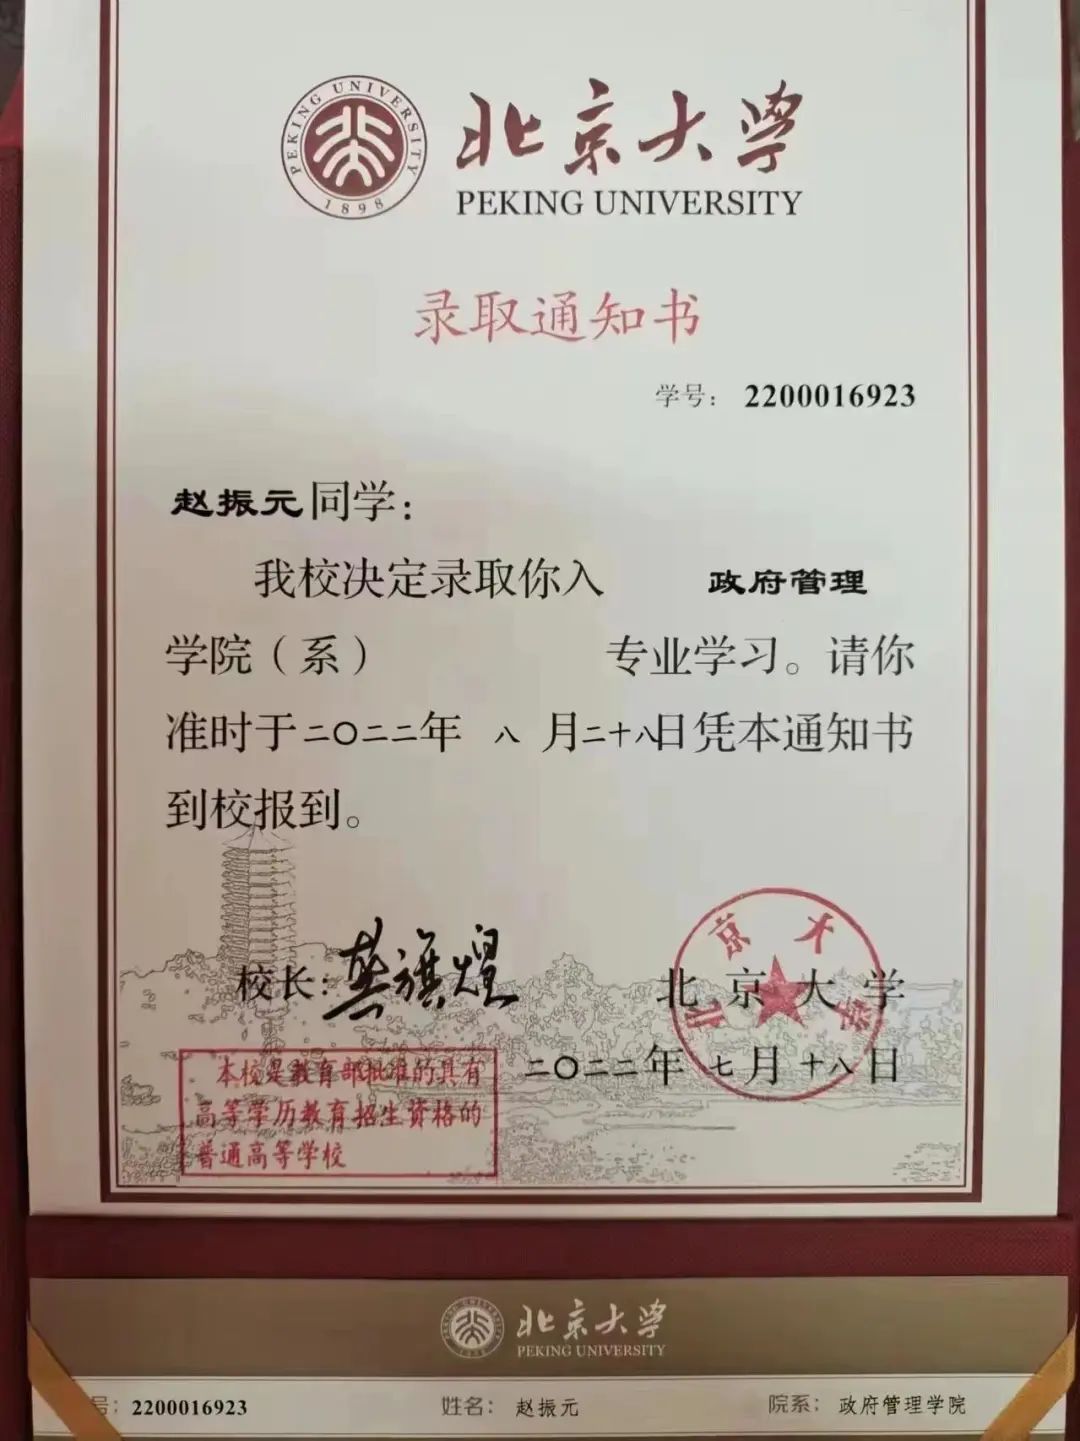 PEKING UNIVERSITY
1898
北京大学
PEKING UNIVERSITY
录取通知书
学号：2200016923
赵振元同学：
我校决定录取你入 政府管理
学院（系） 专业学习。请你
准时于二〇二二年 八 月二十八日凭本通知书
到校报到。
校长：龚旗煌
北京大学
北京大学
二〇二二年七月十八日
本校是教育部批准的具有
高等学历教育招生资格的
普通高等学校
PEKING UNIVERSITY
1898
北京大学
PEKING UNIVERSITY
号：2200016923 姓名：赵振元 院系：政府管理学院